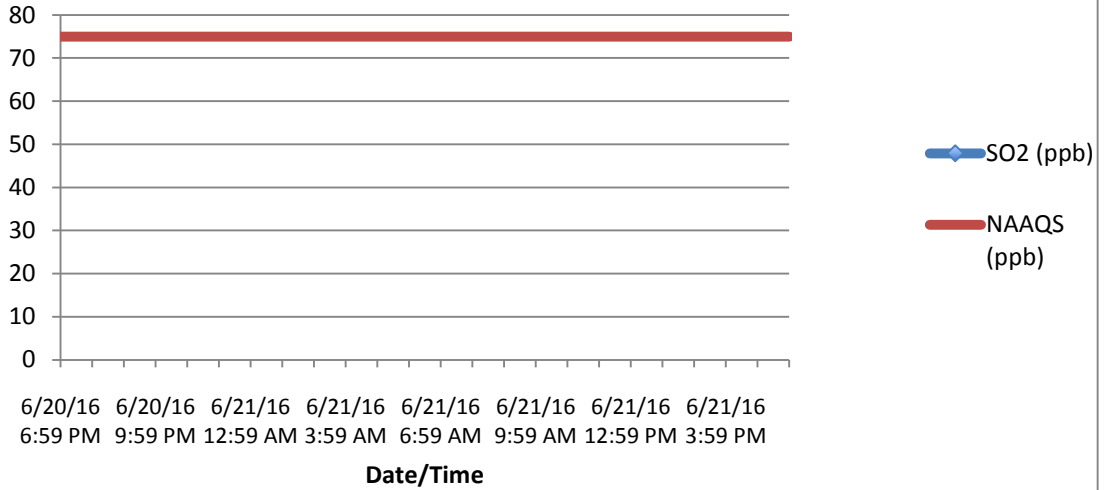 80
70
60
50
40
30
20
10
0
6/20/16 6/20/16 6/21/16 6/21/16 6/21/16 6/21/16 6/21/16 6/21/16
6:59 PM 9:59 PM 12:59 AM 3:59 AM 6:59 AM 9:59 AM 12:59 PM 3:59 PM
Date/Time
SO2 (ppb)
NAAQS
(ppb)